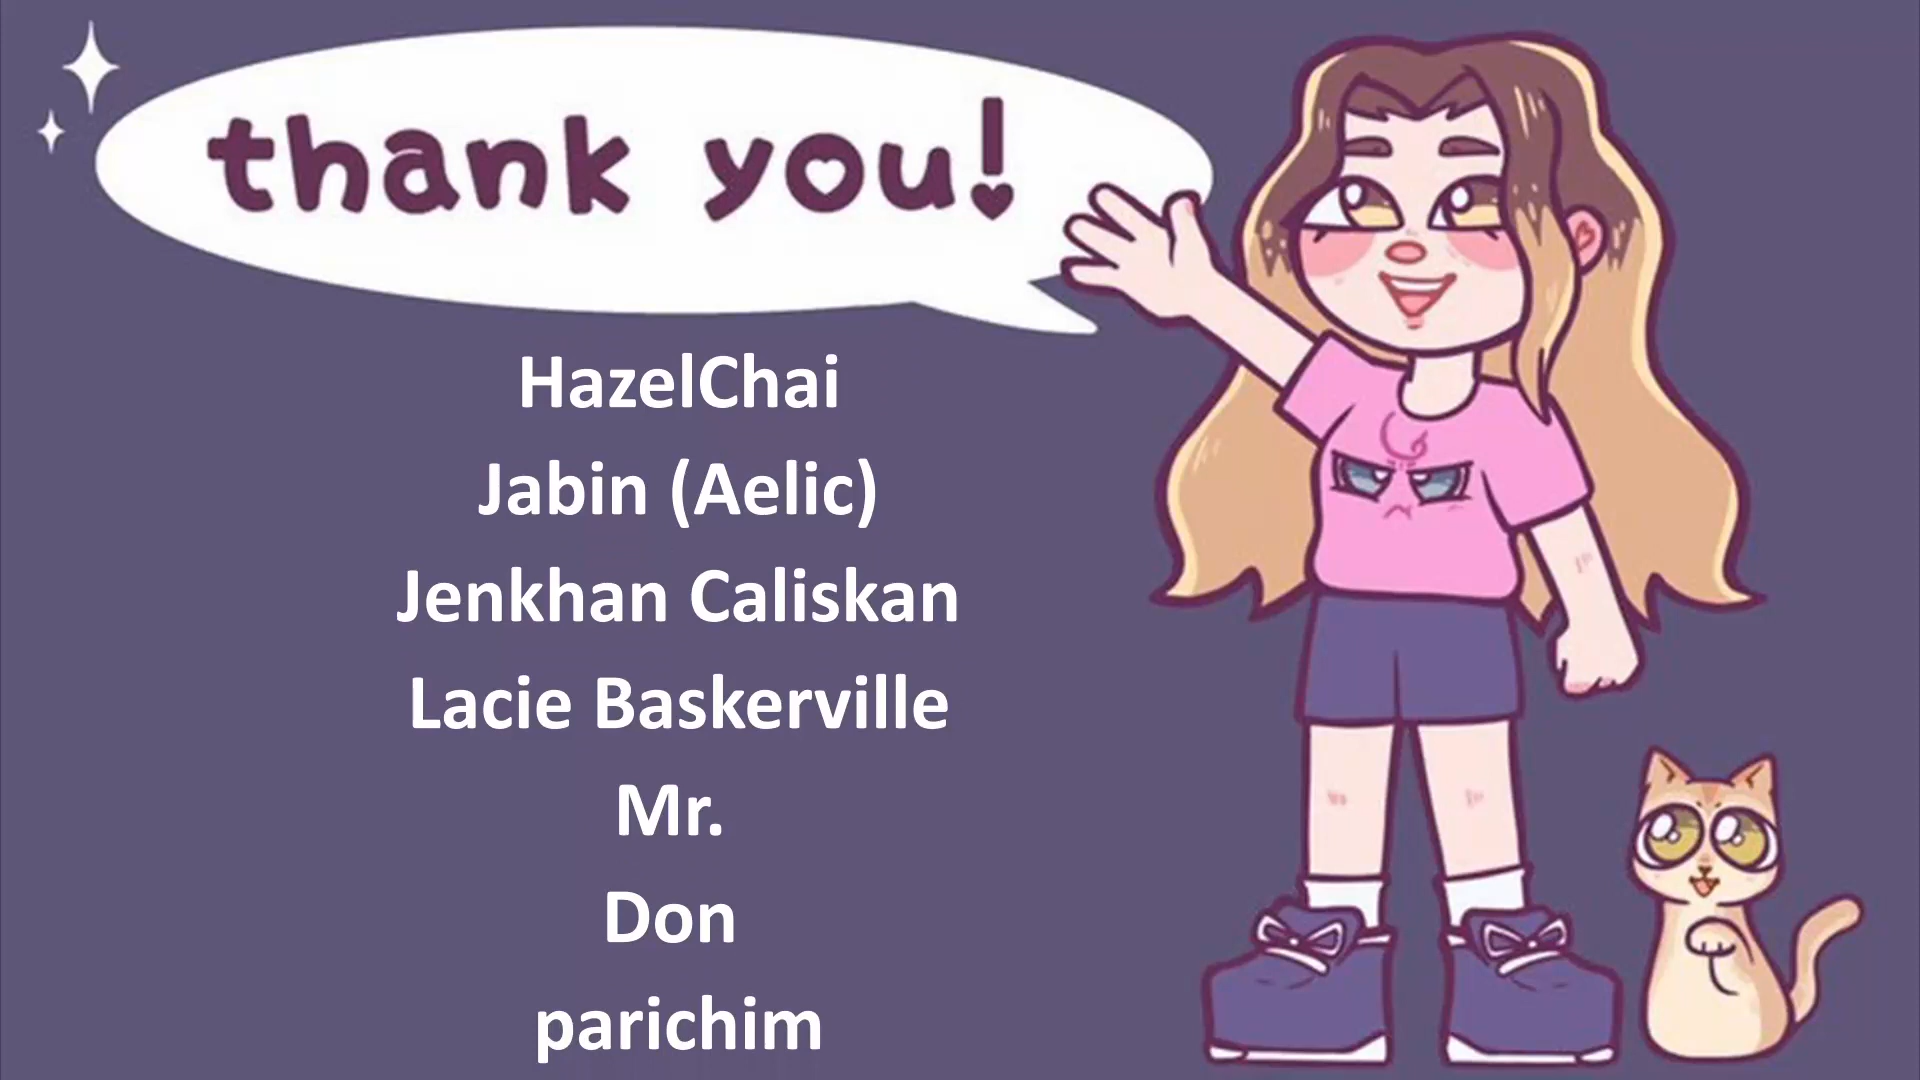 thank you!
HazelChai
Jabin (Aelic)
Jenkhan Caliskan
Lacie Baskerville
Mr.
Don
parichim